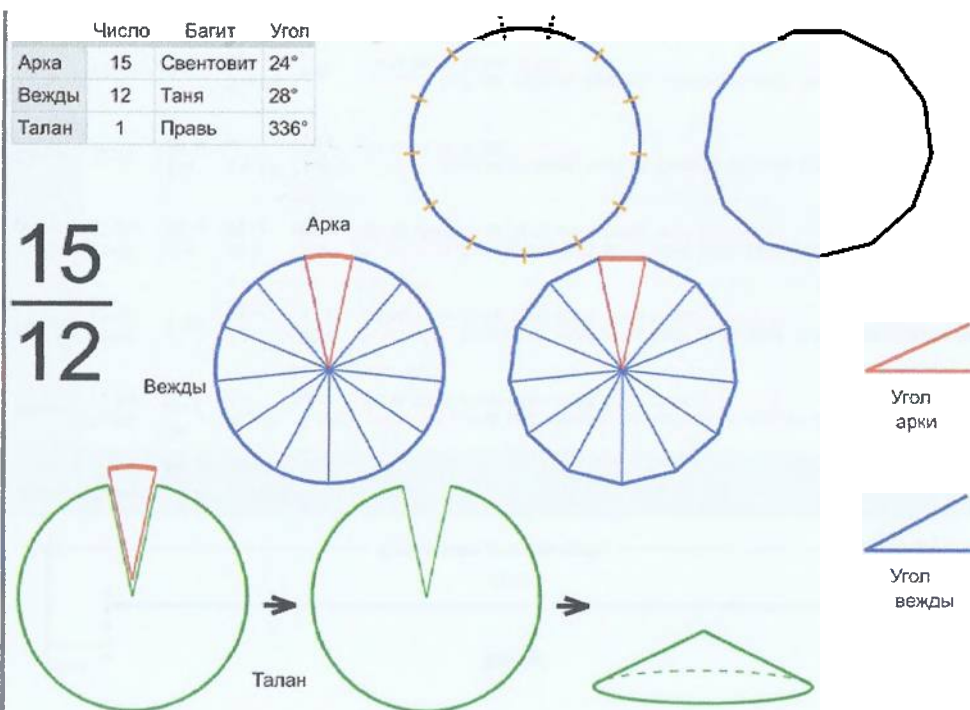 Число Багит Угол
Арка 15 Свентовит 24°
Вежды 12 Таня 28°
Талан 1 Правь 336°
15
12
Арка
Вежды
Угол
арки
Угол
вежды
Талан